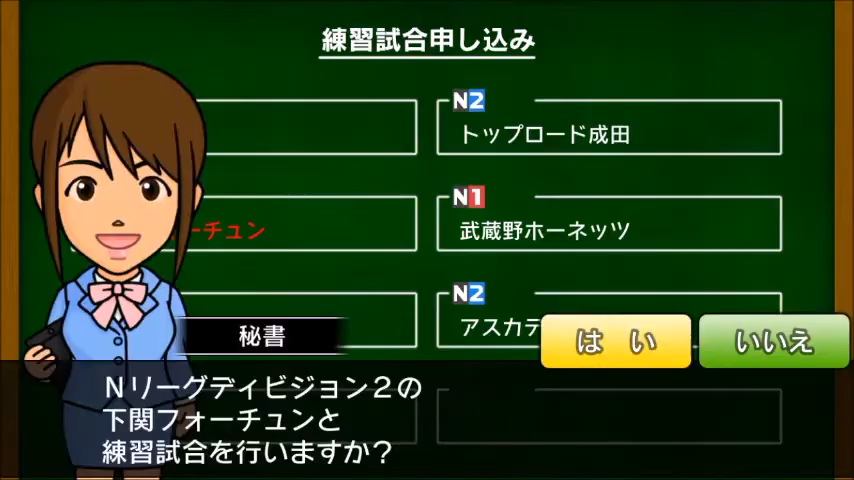 練習試合申し込み
N2
トップロード成田
N1
ーチュン
武蔵野ホーネッツ
N2
アスカテ
はい
いいえ
秘書
Nリーグディビジョン2の
下関フォーチュンと
練習試合を行いますか?